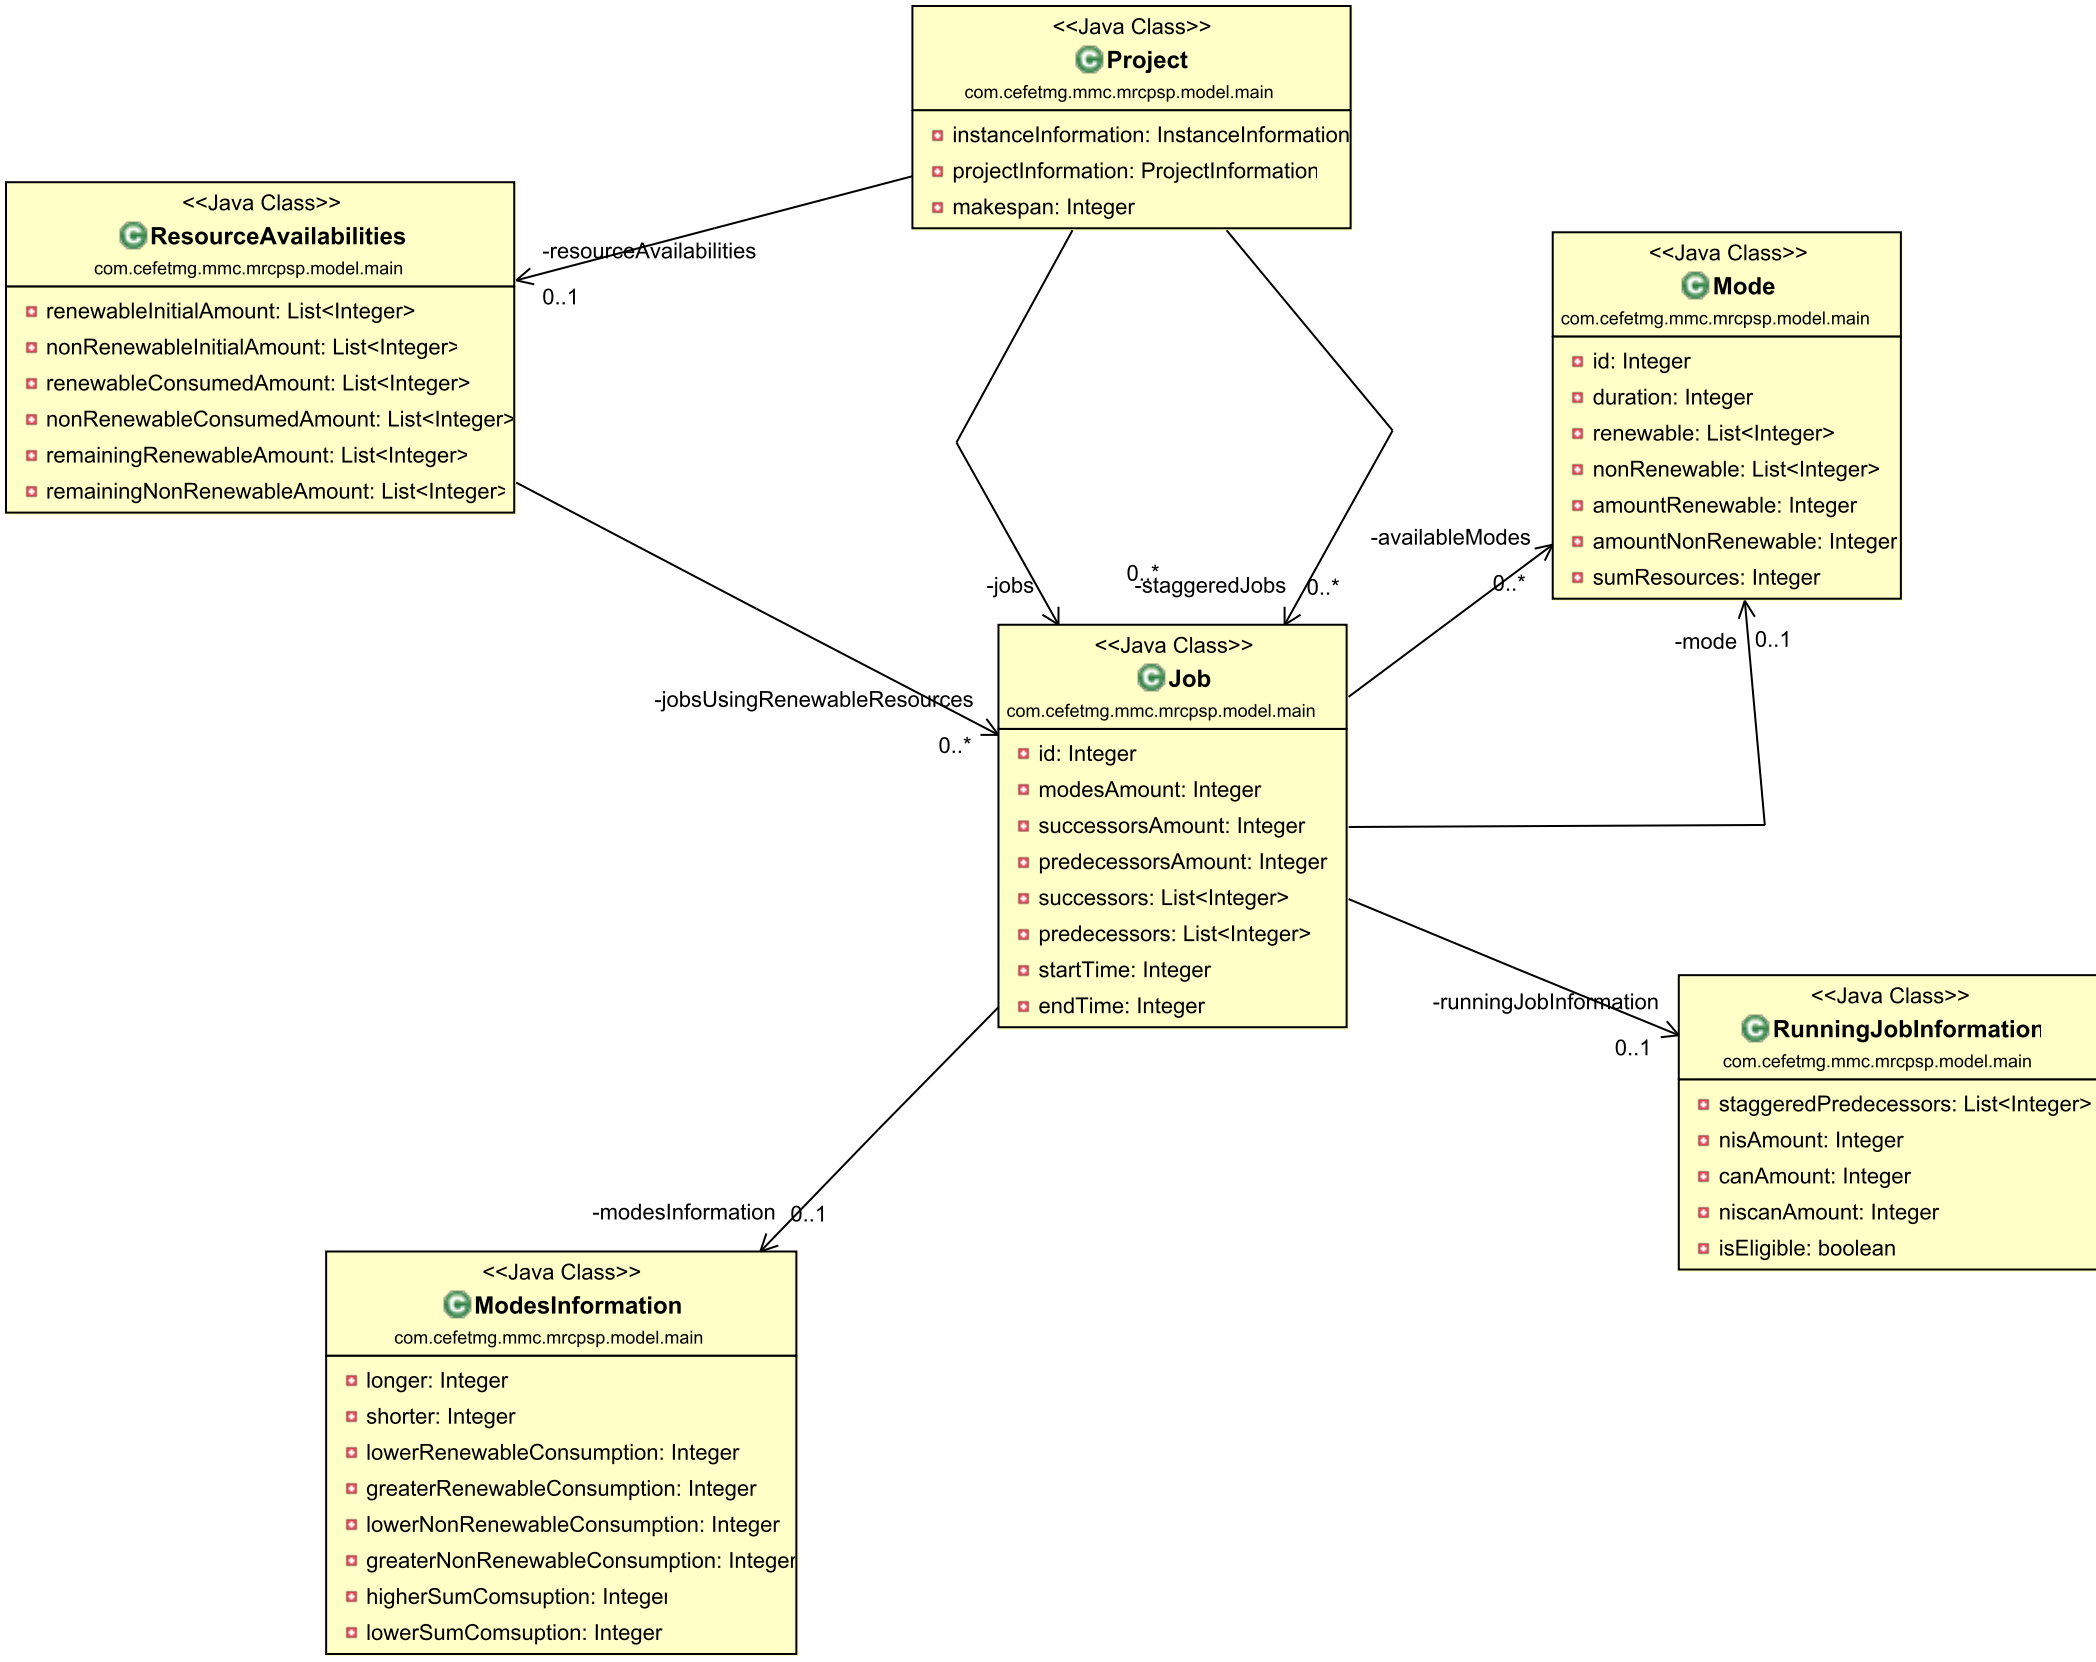 <<Java Class>>
Project
com.cefetmg.mmc.mrcpsp.model.main
instanceInformation: InstanceInformation
projectInformation: ProjectInformation
makespan: Integer
<<Java Class>>
ResourceAvailabilities
com.cefetmg.mmc.mrcpsp.model.main
renewableInitialAmount: List<Integer>
nonRenewableInitialAmount: List<Integer>
renewableConsumedAmount: List<Integer>
nonRenewableConsumedAmount: List<Integer>
remainingRenewableAmount: List<Integer>
remainingNonRenewableAmount: List<Integer>
-resourceAvailabilities
0..1
<<Java Class>>
Mode
com.cefetmg.mmc.mrcpsp.model.main
id: Integer
duration: Integer
renewable: List<Integer>
nonRenewable: List<Integer>
amountRenewable: Integer
amountNonRenewable: Integer
sumResources: Integer
-availableModes
0..*
-jobs
0..*
-staggeredJobs
0..*
-mode
0..1
-jobsUsingRenewableResources
0..*
<<Java Class>>
Job
com.cefetmg.mmc.mrcpsp.model.main
id: Integer
modesAmount: Integer
successorsAmount: Integer
predecessorsAmount: Integer
successors: List<Integer>
predecessors: List<Integer>
startTime: Integer
endTime: Integer
-runningJobInformation
0..1
<<Java Class>>
RunningJobInformation
com.cefetmg.mmc.mrcpsp.model.main
staggeredPredecessors: List<Integer>
nisAmount: Integer
canAmount: Integer
niscanAmount: Integer
isEligible: boolean
-modesInformation
0..1
<<Java Class>>
ModesInformation
com.cefetmg.mmc.mrcpsp.model.main
longer: Integer
shorter: Integer
lowerRenewableConsumption: Integer
greaterRenewableConsumption: Integer
lowerNonRenewableConsumption: Integer
greaterNonRenewableConsumption: Integer
higherSumComsuption: Integer
lowerSumComsuption: Integer